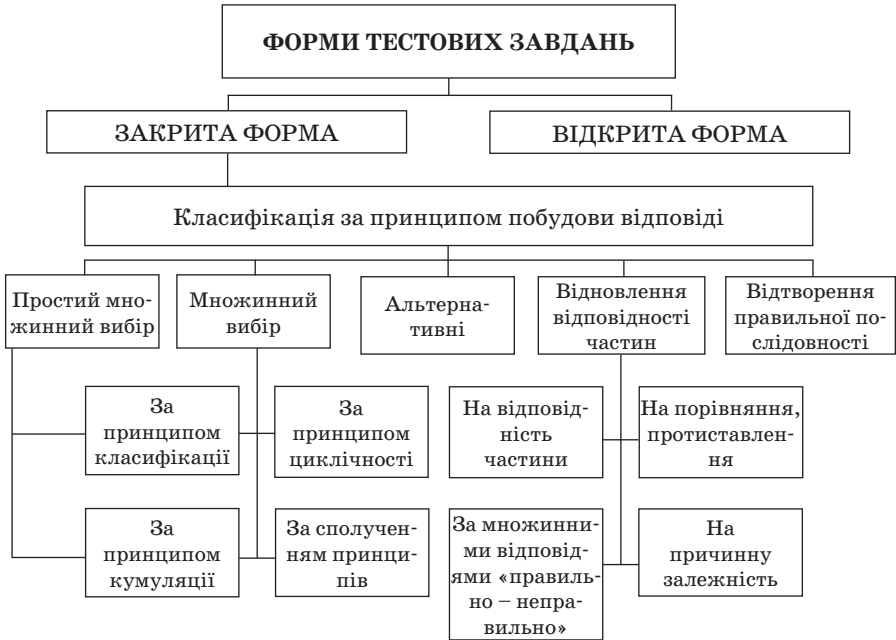 ФОРМИ ТЕСТОВИХ ЗАВДАНЬ
ЗАКРИТА ФОРМА
ВІДКРИТА ФОРМА
Класифікація за принципом побудови відповіді
Простий мно-
жинний вибір
Множинний
вибір
Альтерна-
тивні
Відновлення
відповідності
частин
Відтворення
правильної по-
слідовності
За
принципом
класифікації
За
принципом
циклічності
На відповід-
ність
частини
На порівняння,
протиставлен-
ня
За
принципом
кумуляції
За сполучен-
ням принци-
пів
За множинни-
ми відповід-
ями «правиль-
но – неправ-
вильно»
На
причинну
залежність